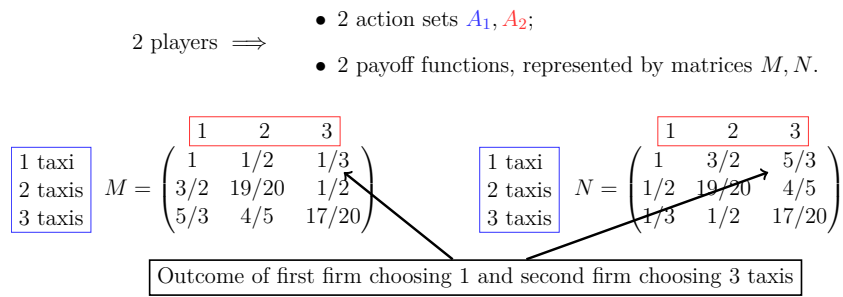 2 players ⟹
• 2 action sets A₁, A₂;
• 2 payoff functions, represented by matrices M, N.
1 2 3
1 taxi
2 taxis
3 taxis
M =
1 1/2 1/3
3/2 19/20 1/2
5/3 4/5 17/20
1 2 3
1 taxi
2 taxis
3 taxis
N =
1 3/2 5/3
1/2 19/20 4/5
1/3 1/2 17/20
Outcome of first firm choosing 1 and second firm choosing 3 taxis